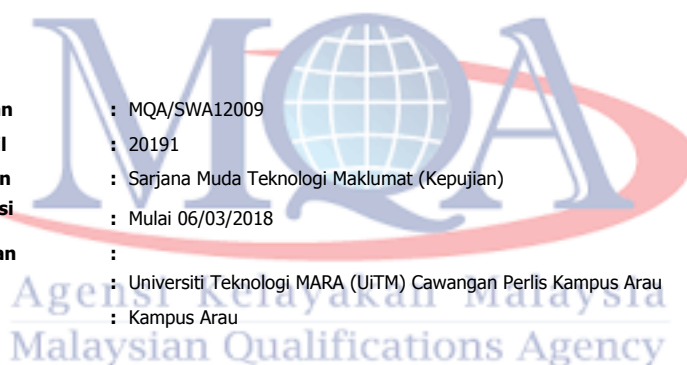 MQA
an : MQA/SWA12009
l : 20191
n : Sarjana Muda Teknologi Maklumat (Kepujian)
si : Mulai 06/03/2018
an :
: Universiti Teknologi MARA (UiTM) Cawangan Perlis Kampus Arau
: Kampus Arau
Agensi Kelayakan Malaysia
Malaysian Qualifications Agency